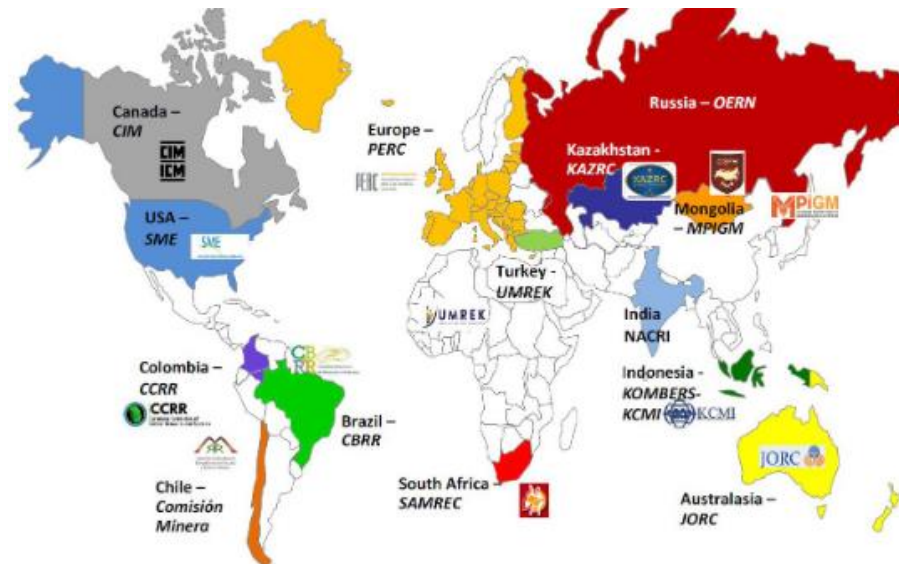 Canada –
CIM
CIM
ICM
USA –
SME
SME
Europe –
PERC
PERC
Russia – OERN
Kazakhstan -
KAZRC
KAZRC
Mongolia
– MPIGM
MPIGM
Turkey -
UMREK
UMREK
India
NACRI
Colombia –
CCRR
CCRR
CB
RR
Brazil –
CBRR
Indonesia -
KOMBERS-
KCMI
KCMI
Chile –
Comisión
Minera
South Africa –
SAMREC
JORC
Australasia –
JORC